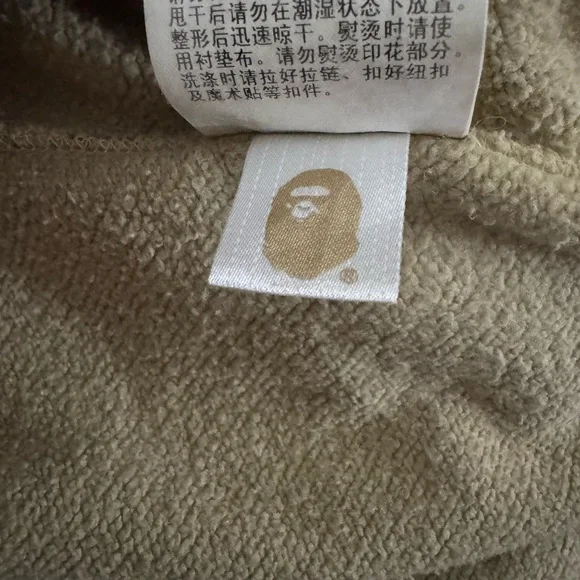 甩干后请勿在潮湿状态下放置。
整形后迅速晾干。熨烫时请使
用衬垫布。请勿熨烫印花部分。
洗涤时请拉好拉链、扣好纽扣
及魔术贴等扣件。
®